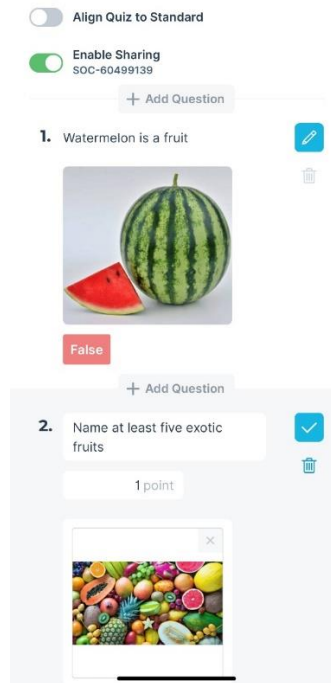 Align Quiz to Standard
Enable Sharing
SOC-60499139
+ Add Question
1. Watermelon is a fruit
False
+ Add Question
2. Name at least five exotic
fruits
1 point